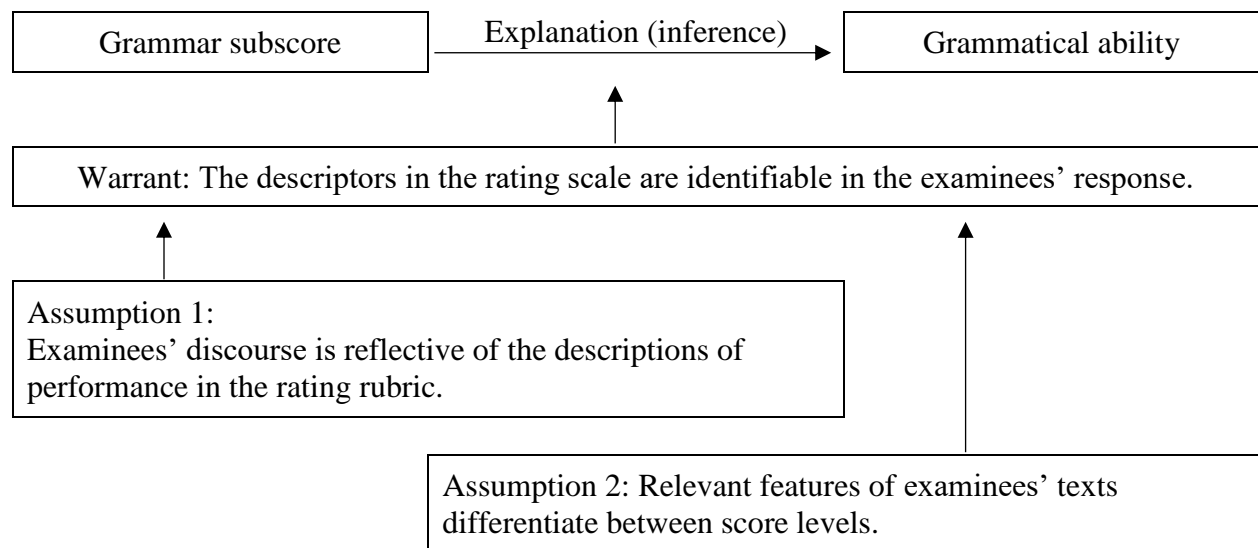 Grammar subscore
Explanation (inference)
Grammatical ability
Warrant: The descriptors in the rating scale are identifiable in the examinees’ response.
Assumption 1:
Examinees’ discourse is reflective of the descriptions of
performance in the rating rubric.
Assumption 2: Relevant features of examinees’ texts
differentiate between score levels.